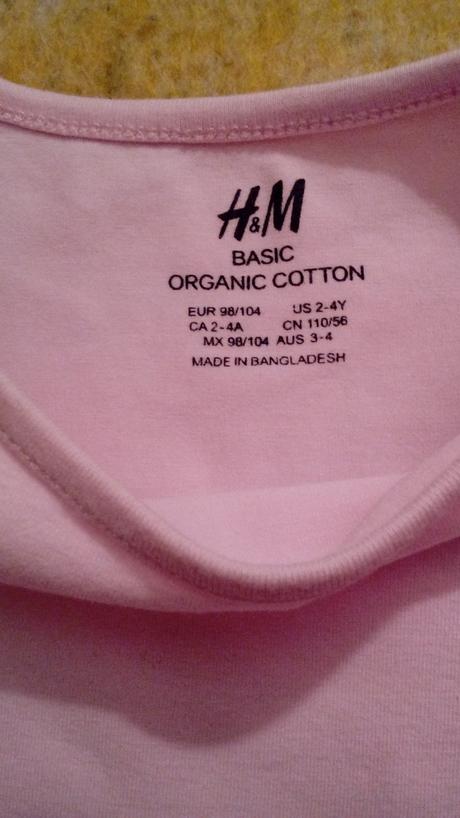 H&M
BASIC
ORGANIC COTTON
EUR 98/104 US 2-4Y
CA 2-4A CN 110/56
MX 98/104 AUS 3-4
MADE IN BANGLADESH